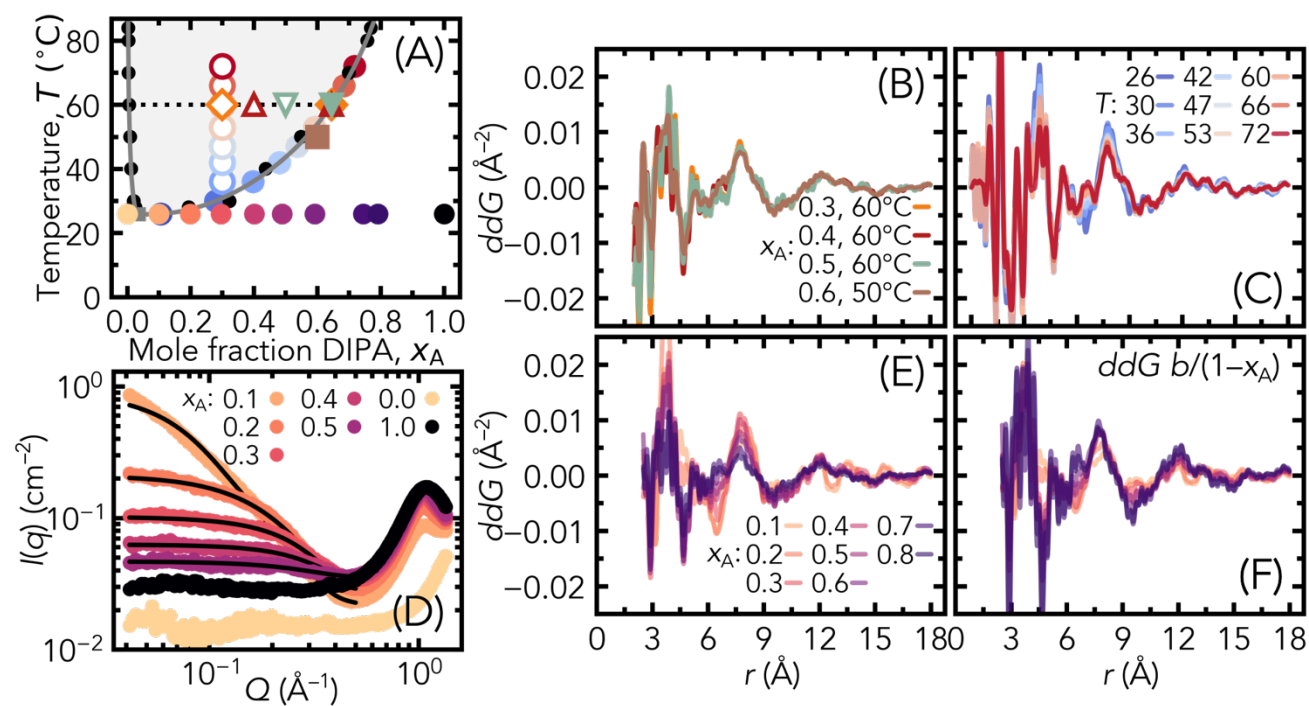 (A)
Temperature, T (°C)
80
60
40
20
0
0.0 0.2 0.4 0.6 0.8 1.0
Mole fraction DIPA, xA
(B)
ddG (Å−2)
0.02
0.01
0.00
−0.01
−0.02
0.3, 60°C
0.4, 60°C
xA:
0.5, 60°C
0.6, 50°C
(C)
26 42 60
T: 30 47 66
36 53 72
(D)
I(q) (cm−2)
100
10−1
10−2
xA: 0.1 0.4 0.0
0.2 0.5 1.0
0.3
10−1 100
Q (Å−1)
(E)
ddG (Å−2)
0.02
0.01
0.00
−0.01
−0.02
0.1 0.4 0.7
xA: 0.2 0.5 0.8
0.3 0.6
0 3 6 9 12 15 18
r (Å)
ddG b/(1−xA)
(F)
3 6 9 12 15 18
r (Å)